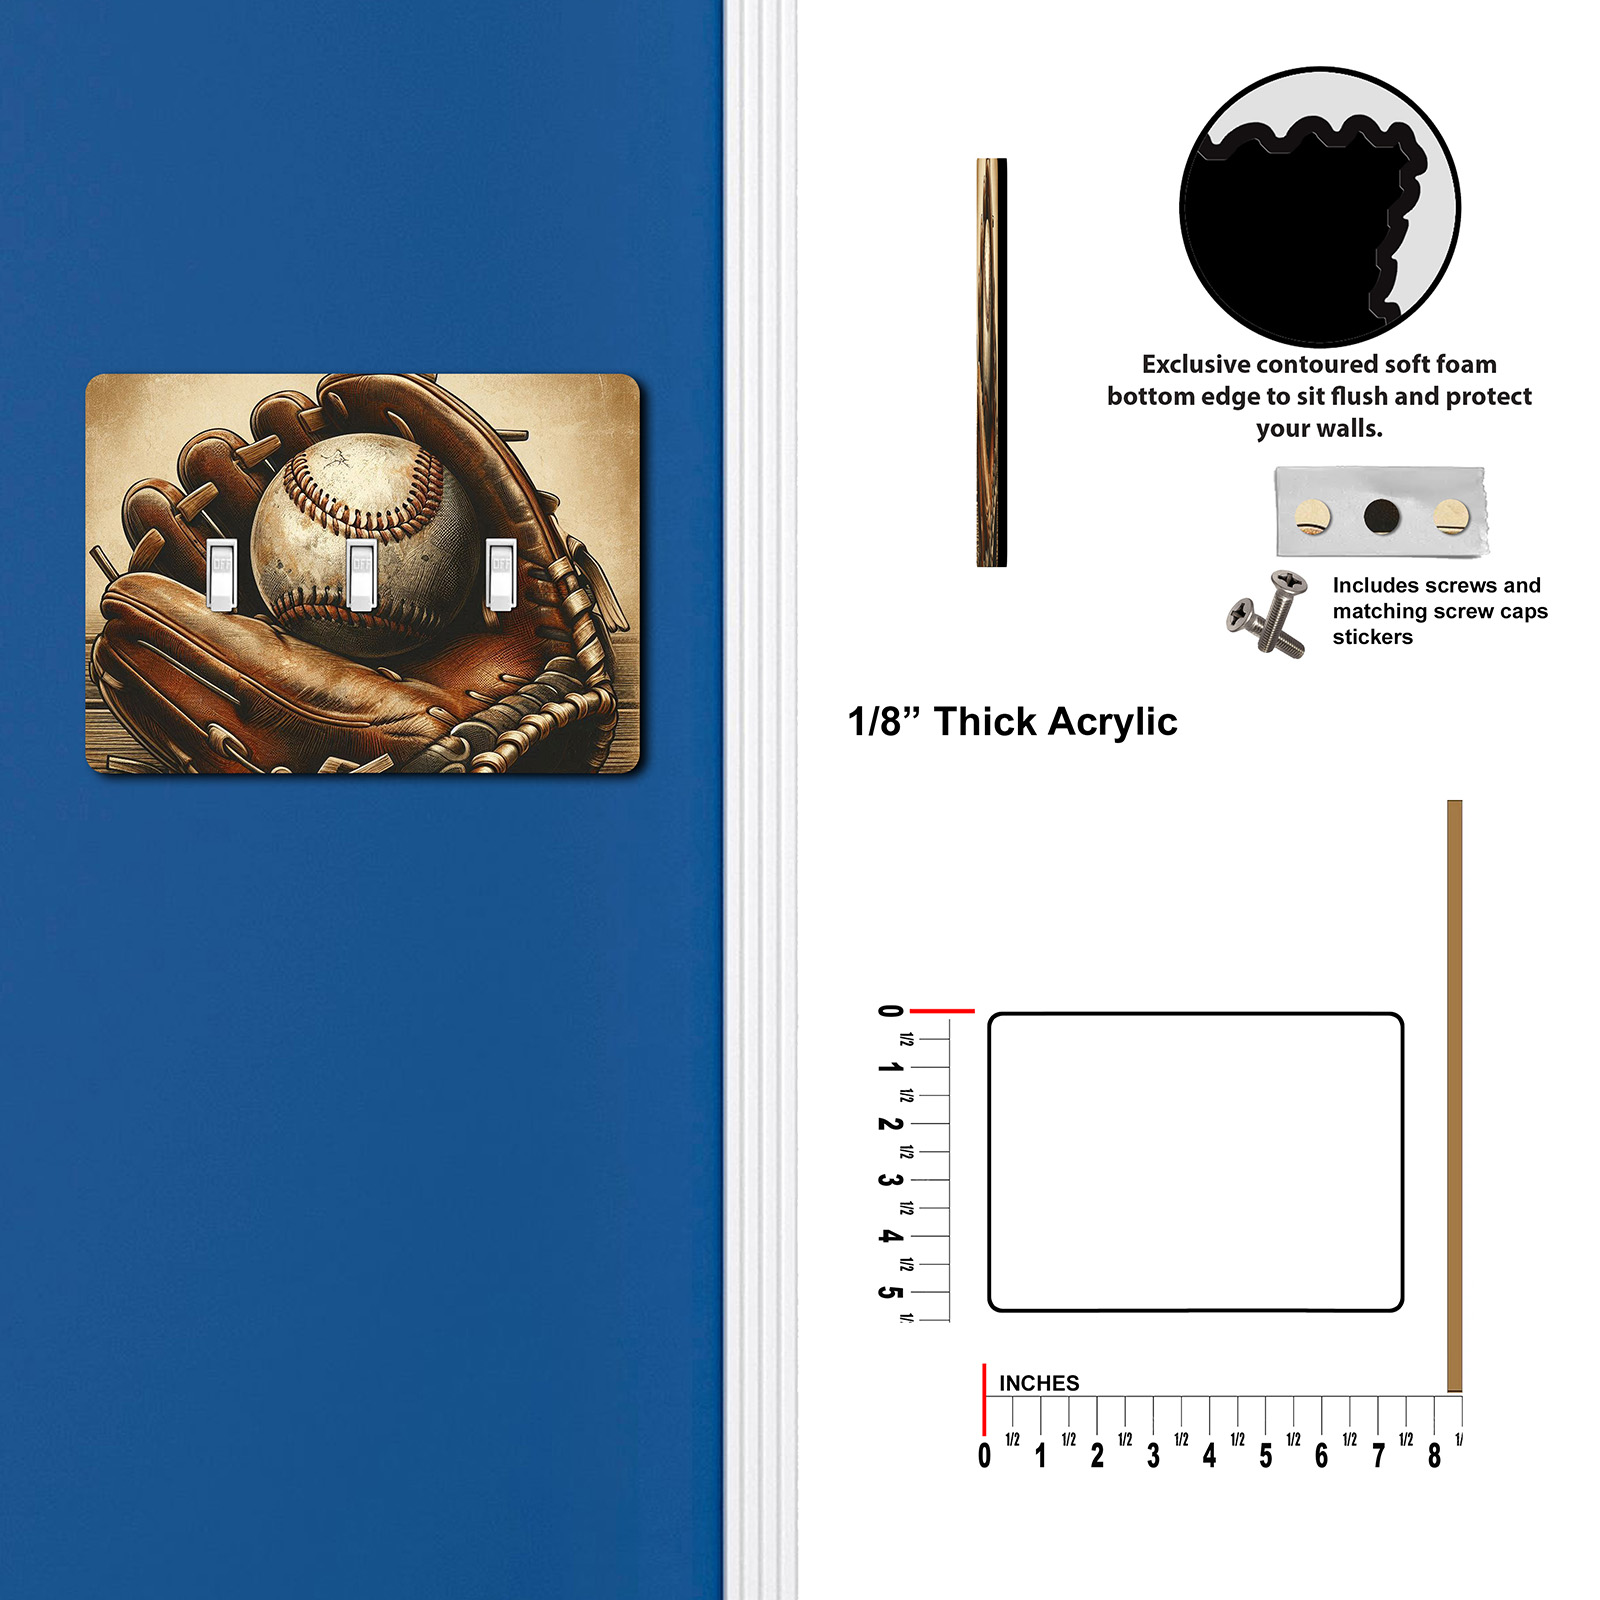 OFF OFF OFF
Exclusive contoured soft foam
bottom edge to sit flush and protect
your walls.
Includes screws and
matching screw caps
stickers
1/8” Thick Acrylic
0
1/2
1
1/2
2
1/2
3
1/2
4
1/2
5
1/
INCHES
1/2 1/2 1/2 1/2 1/2 1/2 1/2 1/2 1/
0 1 2 3 4 5 6 7 8